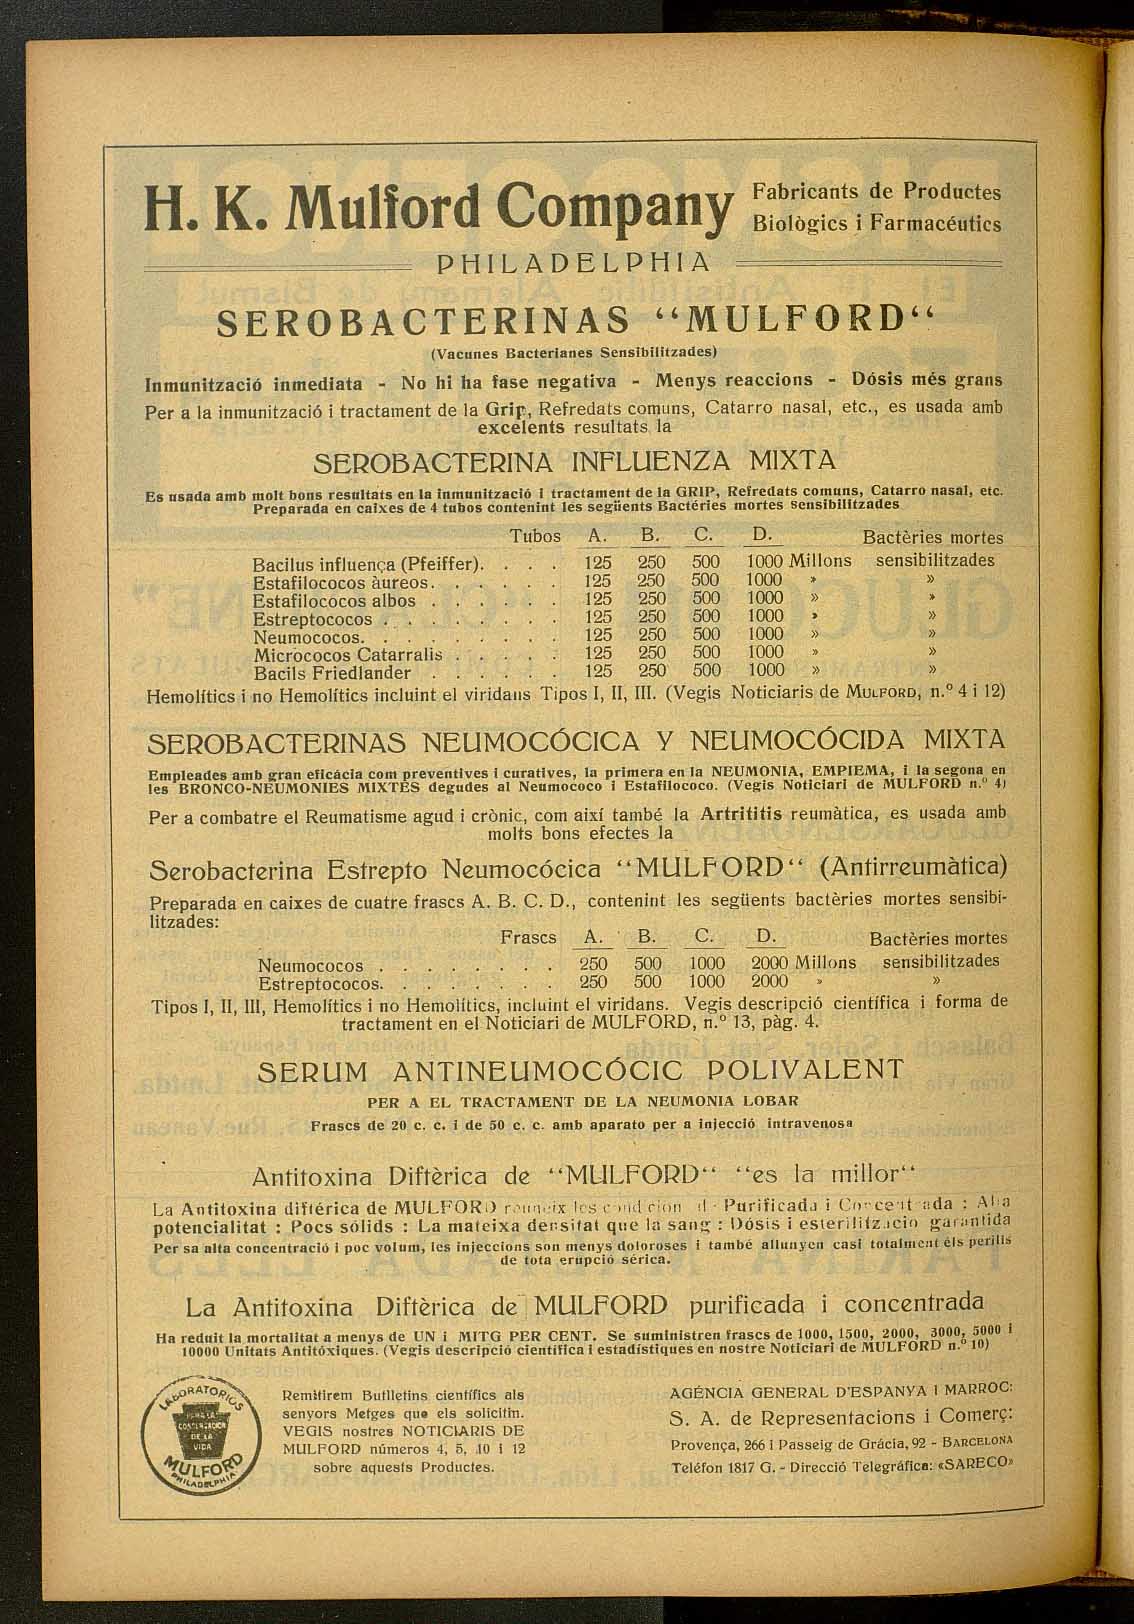 H. K. Mulford Company
Fabricants de Productes
Biològics i Farmacéutics
PHILADELPHIA
SEROBACTERINAS “MULFORD“
(Vacunes Bacterianes Sensibilitzades)
Inmunització inmediata - No hi ha fase negativa - Menys reaccions - Dósis més grans
Per a la inmunització i tractament de la Grip, Refredats comuns, Catarro nasal, etc., es usada amb
excelents resultats la
SEROBACTERINA INFLUENZA MIXTA
Es usada amb molt bons resultats en la inmunització i tractament de la GRIP, Refredats comuns, Catarro nasal, etc.
Preparada en caixes de 4 tubos contenint les següents Bactéries mortes sensibilitzades
Tubos A. B. C. D. Bactèries mortes
Bacilus influença (Pfeiffer). . . . 125 250 500 1000 Millons sensibilitzades
Estafilococos àureos. . . . . . . 125 250 500 1000 » »
Estafilococos albos . . . . . . . 125 250 500 1000 » »
Estreptococos . . . . . . . . . 125 250 500 1000 » »
Neumococos. . . . . . . . . . 125 250 500 1000 » »
Micrococos Catarralis . . . . . . 125 250 500 1000 » »
Bacils Friedlander . . . . . . . 125 250 500 1000 » »
Hemolítics i no Hemolítics incluint el viridans Tipos I, II, III. (Vegis Noticiaris de MULFORD, n.º 4 i 12)
SEROBACTERINAS NEUMOCÓCICA Y NEUMOCÓCIDA MIXTA
Empleades amb gran eficàcia com preventives i curatives, la primera en la NEUMONIA, EMPIEMA, i la segona en
les BRONCO-NEUMONIES MIXTES degudes al Neumococo i Estafilococo. (Vegis Noticiari de MULFORD n.º 4)
Per a combatre el Reumatisme agud i crònic, com així també la Artrititis reumàtica, es usada amb
molts bons efectes la
Serobacterina Estrepto Neumocócica “MULFORD“ (Antirreumàtica)
Preparada en caixes de cuatre frascs A. B. C. D., contenint les següents bactèries mortes sensibi-
litzades:
Frascs A. B. C. D. Bactèries mortes
Neumococos . . . . . . . . 250 500 1000 2000 Millons sensibilitzades
Estreptococos. . . . . . . . 250 500 1000 2000 » »
Tipos I, II, III, Hemolítics i no Hemolítics, incluint el viridans. Vegis descripció científica i forma de
tractament en el Noticiari de MULFORD, n.º 13, pàg. 4.
SERUM ANTINEUMOCÓCIC POLIVALENT
PER A EL TRACTAMENT DE LA NEUMONIA LOBAR
Frascs de 20 c. c. i de 50 c. c. amb aparato per a injecció intravenosa
Antitoxina Diftèrica de “MULFORD“ “es la millor“
La Antitoxina diftérica de MULFORD Purificada i : Alta
potencialitat : Pocs sólids : La mateixa densitat que la sang : Dósis i esterilització garantida
Per sa alta concentració i poc volum, les injeccions son menys doloroses i també allunyen casi totalment éls perills
de tota erupció sérica.
La Antitoxina Diftèrica de MULFORD purificada i concentrada
Ha reduit la mortalitat a menys de UN i MITG PER CENT. Se suministren frascs de 1000, 1500, 2000, 3000, 5000 i
10000 Unitats Antitóxiques. (Vegis descripció científica i estadístiques en nostre Noticiari de MULFORD n.º 10)
LABORATORIOS
PARA LA
CONSERVACION
DE LA
VIDA
MULFORD
PHILADELPHIA
Remitirem Butlletins científics als
senyors Metges que els solicitin.
VEGIS nostres NOTICIARIS DE
MULFORD números 4, 5, 10 i 12
sobre aquests Productes.
AGÉNCIA GENERAL D'ESPANYA I MARROC:
S. A. de Representacions i Comerç:
Provença, 266 i Passeig de Grácia, 92 - BARCELONA
Teléfon 1817 G. - Direcció Telegráfica: «SARECO»